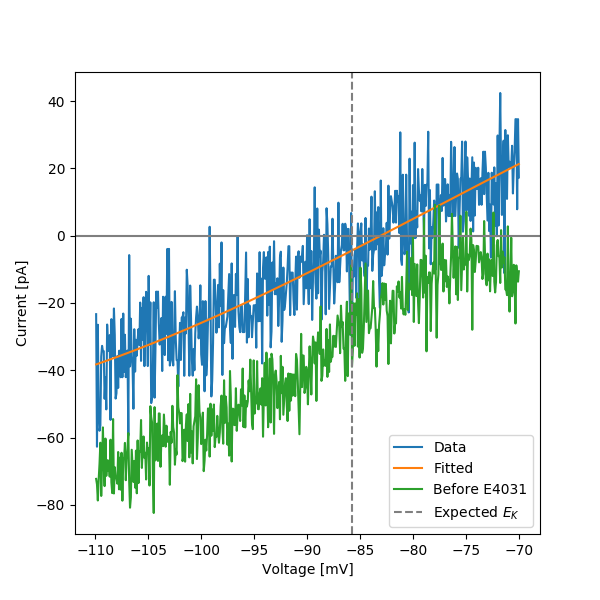 40
20
0
−20
−40
−60
−80
Current [pA]
−110 −105 −100 −95 −90 −85 −80 −75 −70
Voltage [mV]
Data
Fitted
Before E4031
Expected $E_K$